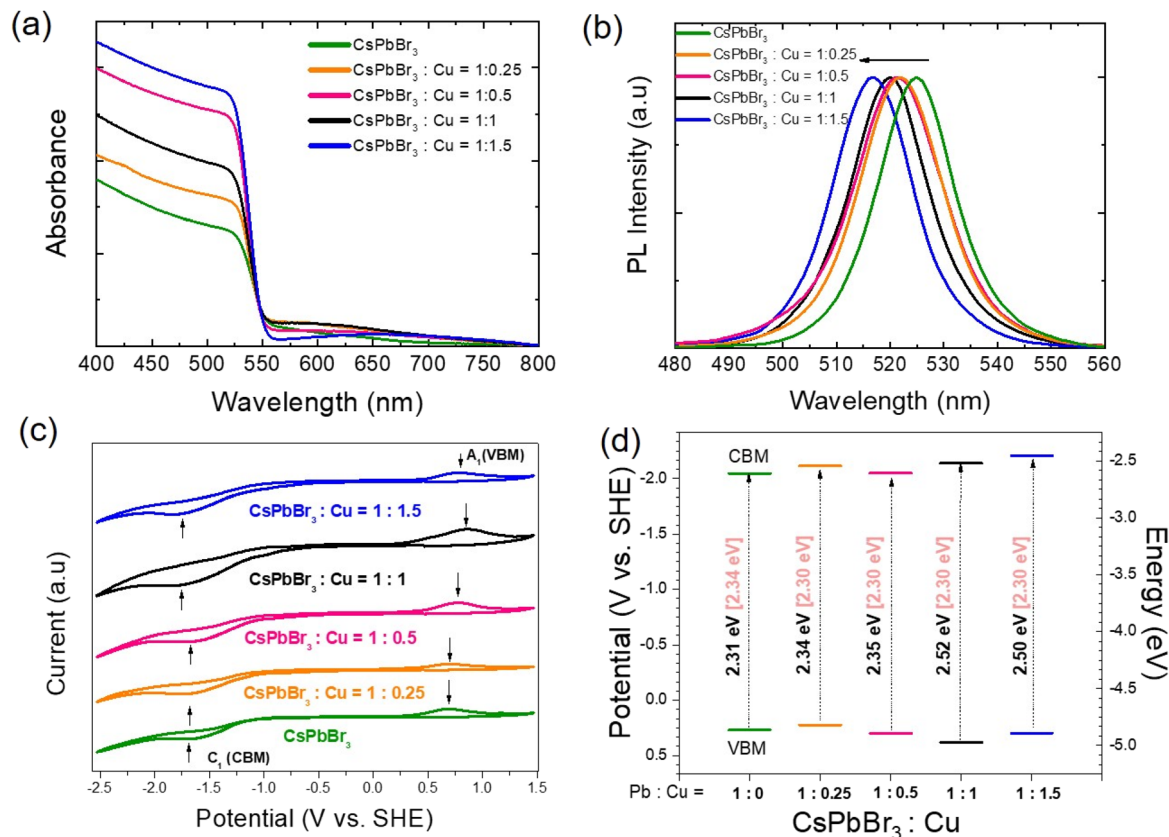 (a)
Absorbance
CsPbBr3
CsPbBr3 : Cu = 1:0.25
CsPbBr3 : Cu = 1:0.5
CsPbBr3 : Cu = 1:1
CsPbBr3 : Cu = 1:1.5
400 450 500 550 600 650 700 750 800
Wavelength (nm)
(b)
PL Intensity (a.u)
CsPbBr3
CsPbBr3 : Cu = 1:0.25
CsPbBr3 : Cu = 1:0.5
CsPbBr3 : Cu = 1:1
CsPbBr3 : Cu = 1:1.5
480 490 500 510 520 530 540 550 560
Wavelength (nm)
(c)
Current (a.u)
A1(VBM)
CsPbBr3 : Cu = 1 : 1.5
CsPbBr3 : Cu = 1 : 1
CsPbBr3 : Cu = 1 : 0.5
CsPbBr3 : Cu = 1 : 0.25
CsPbBr3
C1 (CBM)
-2.5 -2.0 -1.5 -1.0 -0.5 0.0 0.5 1.0 1.5
Potential (V vs. SHE)
(d)
Potential (V vs. SHE)
-2.0
-1.5
-1.0
-0.5
0.0
0.5
CBM
VBM
2.31 eV [2.34 eV]
2.34 eV [2.30 eV]
2.35 eV [2.30 eV]
2.52 eV [2.30 eV]
2.50 eV [2.30 eV]
-2.5
-3.0
-3.5
-4.0
-4.5
-5.0
Energy (eV)
Pb : Cu = 1 : 0 1 : 0.25 1 : 0.5 1 : 1 1 : 1.5
CsPbBr3 : Cu